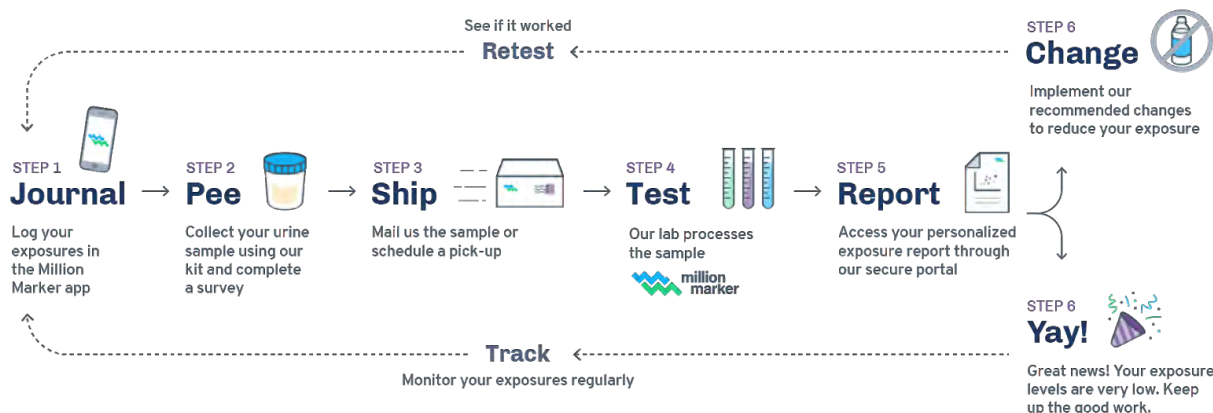 See if it worked
Retest
STEP 6
Change
Implement our
recommended changes
to reduce your exposure
STEP 1
Journal
Log your
exposures in
the Million
Marker app
STEP 2
Pee
Collect your urine
sample using our
kit and complete
a survey
STEP 3
Ship
Mail us the sample or
schedule a pick-up
STEP 4
Test
Our lab processes
the sample
million
marker
STEP 5
Report
Access your personalized
exposure report through
our secure portal
STEP 6
Yay!
Great news! Your exposure
levels are very low. Keep
up the good work.
Track
Monitor your exposures regularly